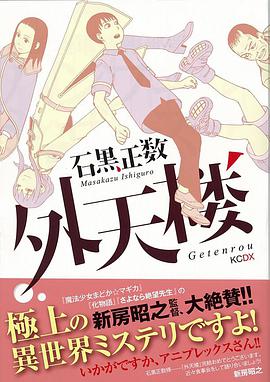 石黒正数
Masakazu Ishiguro
外天楼
Getenrou
KCDX
『魔法少女まどか☆マギカ』
『化物語』『さよなら絶望先生』の
新房昭之監督、大絶賛!!
極上の
異世界ミステリですよ!
いかがですか、アニプレックスさん!!
新房昭之